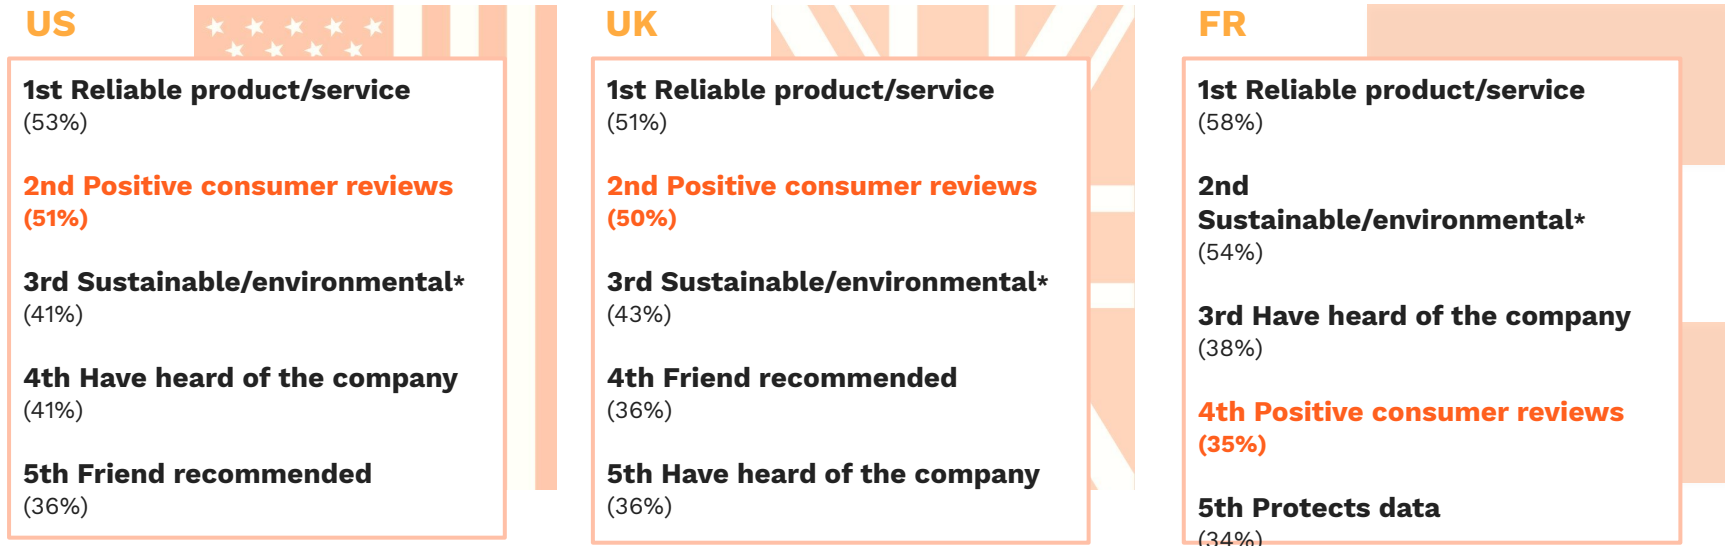 US
1st Reliable product/service
(53%)
2nd Positive consumer reviews
(51%)
3rd Sustainable/environmental*
(41%)
4th Have heard of the company
(41%)
5th Friend recommended
(36%)
UK
1st Reliable product/service
(51%)
2nd Positive consumer reviews
(50%)
3rd Sustainable/environmental*
(43%)
4th Friend recommended
(36%)
5th Have heard of the company
(36%)
FR
1st Reliable product/service
(58%)
2nd
Sustainable/environmental*
(54%)
3rd Have heard of the company
(38%)
4th Positive consumer reviews
(35%)
5th Protects data
(34%)